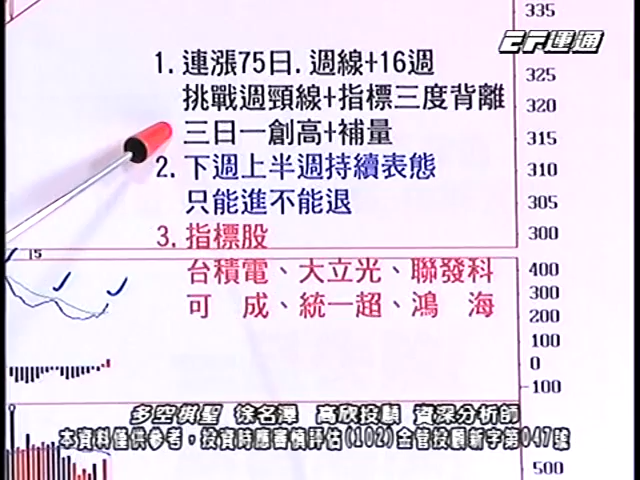 EF運通
335
1. 連漲75日. 週線+16週
325
挑戰週頸線+指標三度背離
320
三日一創高+補量
315
2. 下週上半週持續表態
310
只能進不能退
305
3. 指標股
300
15
台積電、大立光、聯發科
400
300
可 成、統一超、鴻 海
200
100
0
-100
多空與聖 徐名澤 高欣投顧 資深分析師
本資料僅供參考,投資時應審慎評估(102)金管投顧新字第047號
500